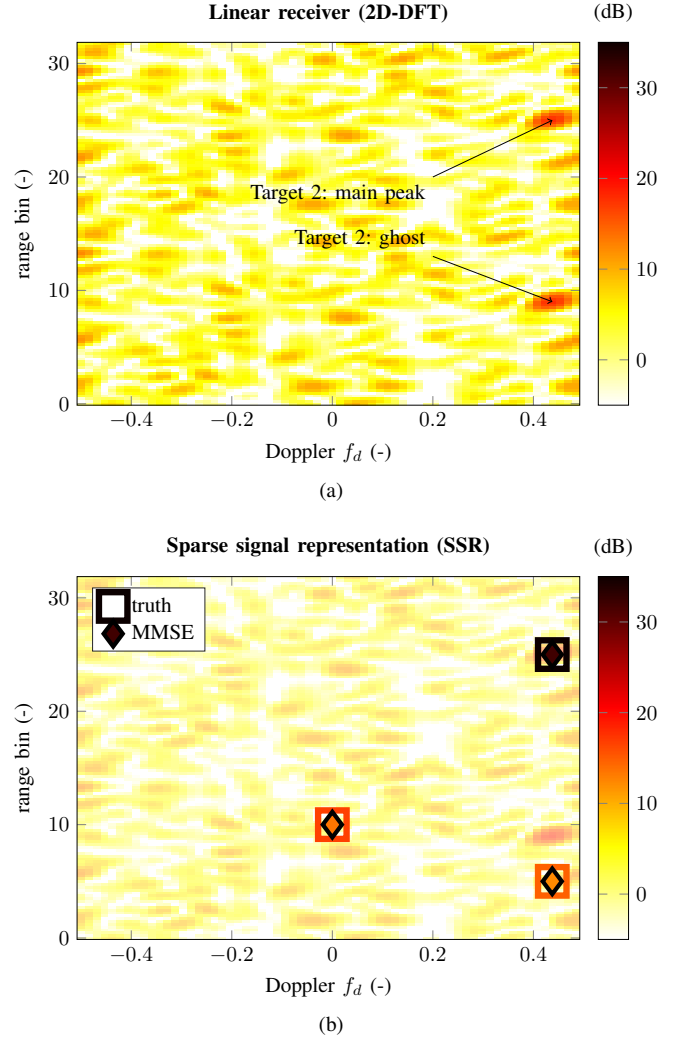 Linear receiver (2D-DFT)
(dB)
30
20
10
0
range bin (-)
Target 2: main peak
Target 2: ghost
30
20
10
0
−0.4 −0.2 0 0.2 0.4
Doppler f_d (-)
(a)
Sparse signal representation (SSR)
(dB)
30
20
10
0
range bin (-)
truth
MMSE
30
20
10
0
−0.4 −0.2 0 0.2 0.4
Doppler f_d (-)
(b)